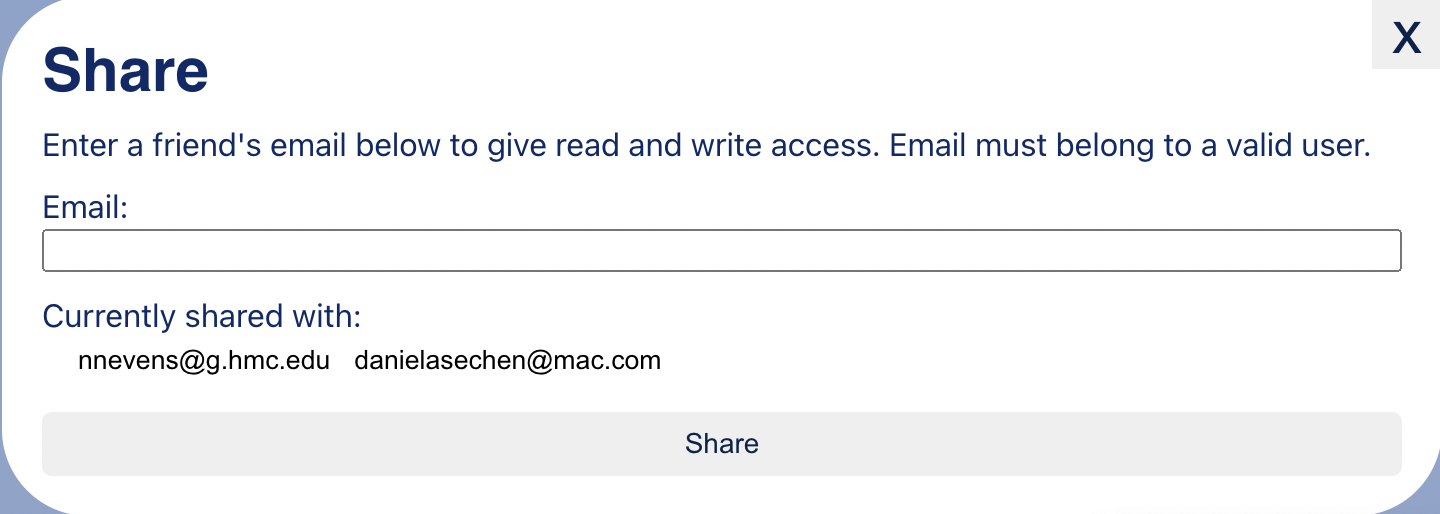 X
Share
Enter a friend's email below to give read and write access. Email must belong to a valid user.
Email:
Currently shared with:
nnevens@g.hmc.edu danielasechen@mac.com
Share